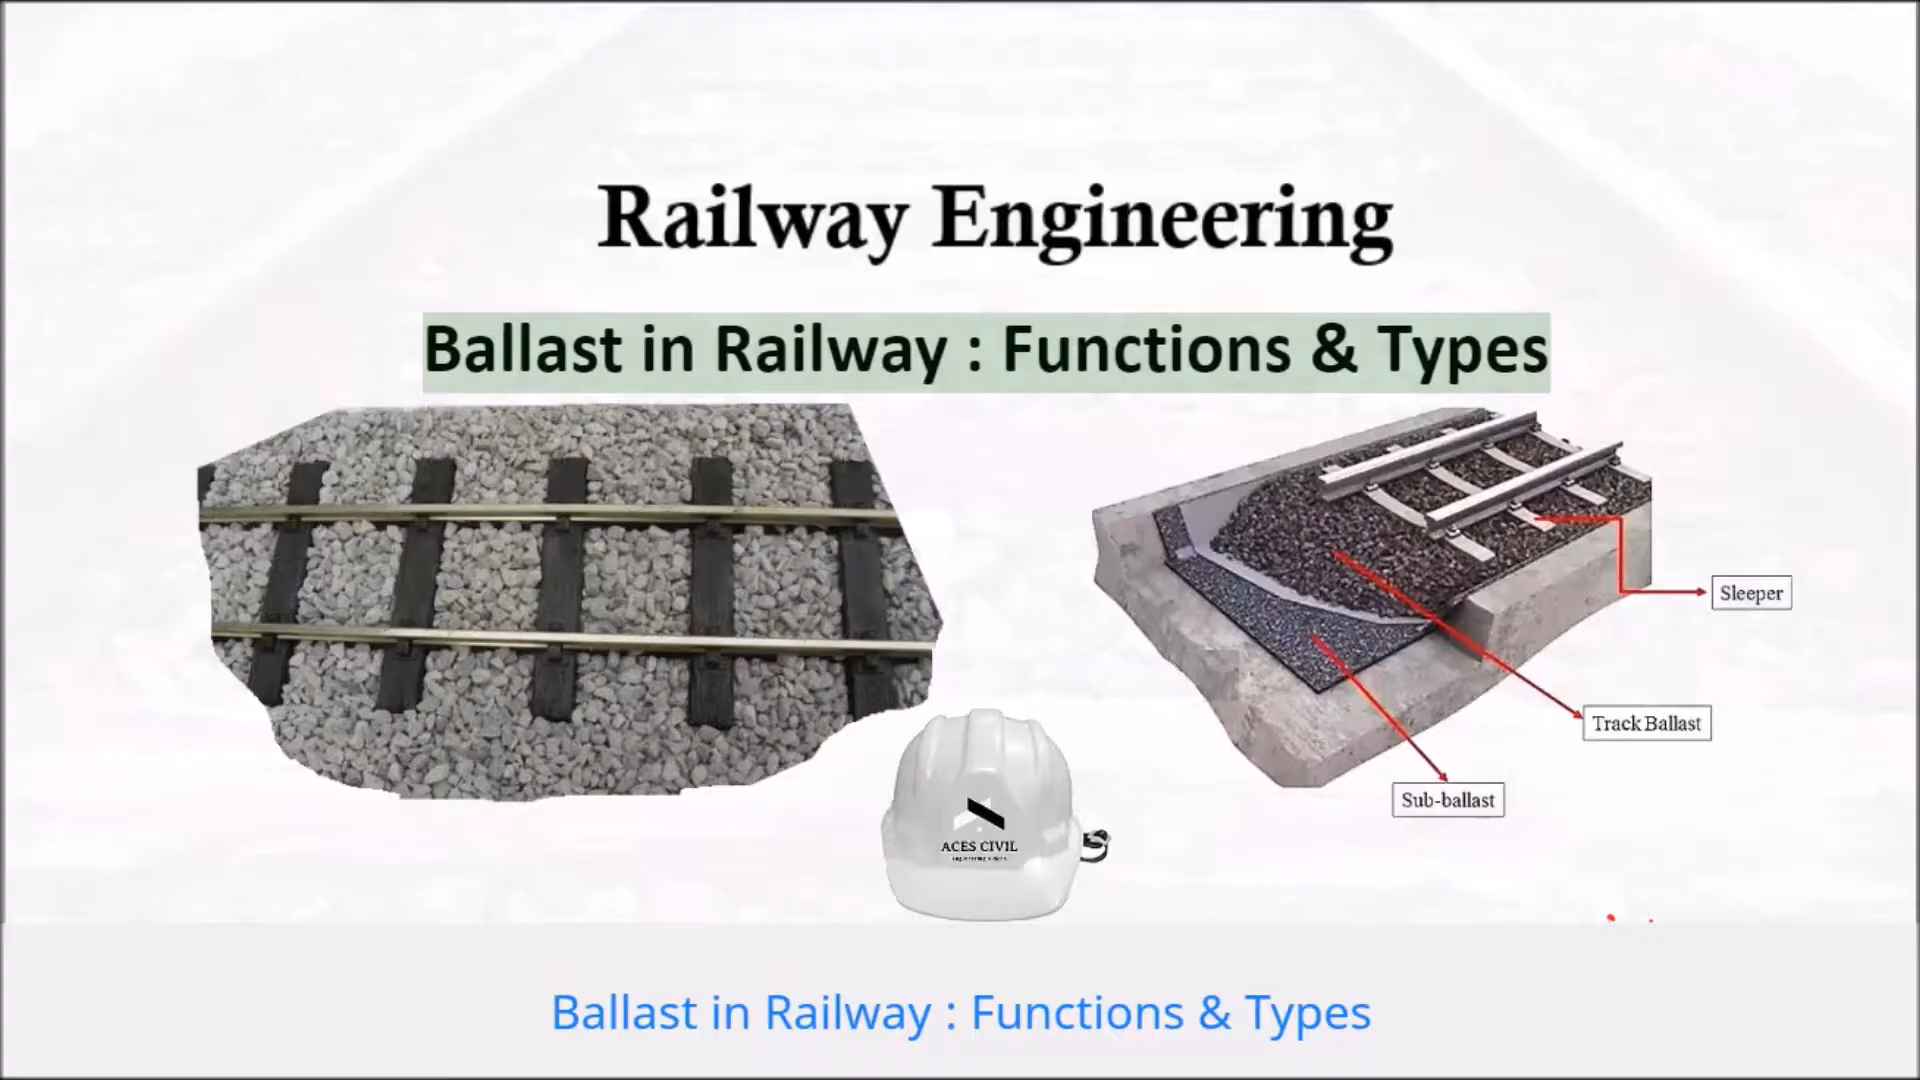 Railway Engineering
Ballast in Railway : Functions & Types
Sleeper
Track Ballast
Sub-ballast
ACES CIVIL
Ballast in Railway : Functions & Types